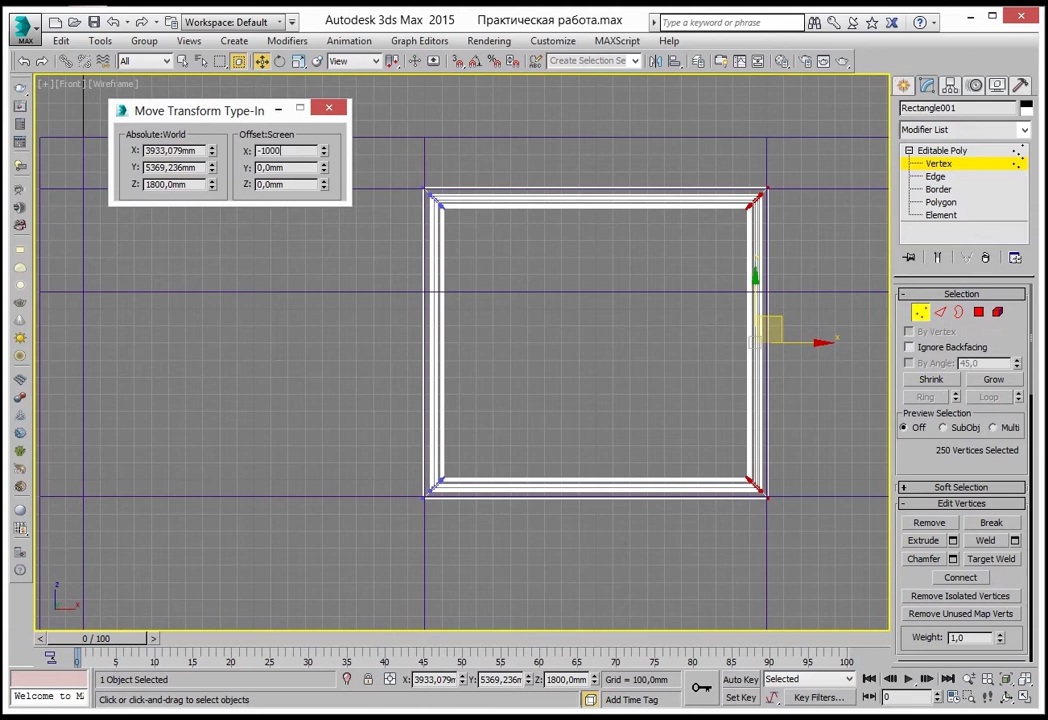 Workspace: Default
Autodesk 3ds Max 2015 Практическая работа.max
Type a keyword or phrase
MAX
Edit Tools Group Views Create Modifiers Animation Graph Editors Rendering Customize MAXScript Help
All
View
Create Selection Se
[+] [Front] [Wireframe]
Move Transform Type-In
Absolute:World
X: 3933,079mm
Y: 5369,236mm
Z: 1800,0mm
Offset:Screen
X: -1000
Y: 0,0mm
Z: 0,0mm
x
z
x
Rectangle001
Modifier List
Editable Poly
Vertex
Edge
Border
Polygon
Element
- Selection
By Vertex
Ignore Backfacing
By Angle: 45,0
Shrink Grow
Ring Loop
Preview Selection
Off SubObj Multi
250 Vertices Selected
+ Soft Selection
- Edit Vertices
Remove Break
Extrude Weld
Chamfer Target Weld
Connect
Remove Isolated Vertices
Remove Unused Map Verts
Weight: 1,0
< 0 / 100 >
0 5 10 15 20 25 30 35 40 45 50 55 60 65 70 75 80 85 90 95 100
Welcome to M
1 Object Selected
X: 3933,079m Y: 5369,236m Z: 1800,0mm Grid = 100,0mm
Click or click-and-drag to select objects
Add Time Tag
Auto Key Selected
Set Key Key Filters...
0